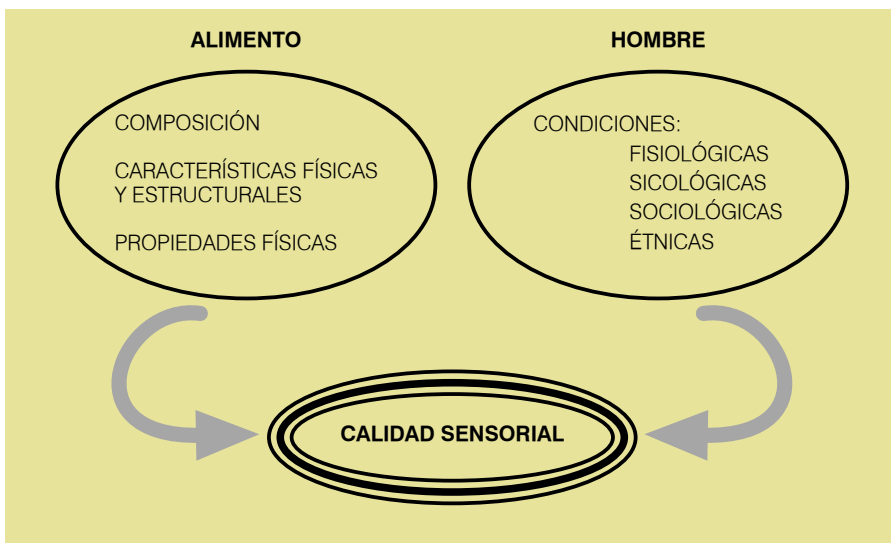 ALIMENTO
COMPOSICIÓN
CARACTERÍSTICAS FÍSICAS
Y ESTRUCTURALES
PROPIEDADES FÍSICAS
HOMBRE
CONDICIONES:
FISIOLÓGICAS
SICOLÓGICAS
SOCIOLÓGICAS
ÉTNICAS
CALIDAD SENSORIAL